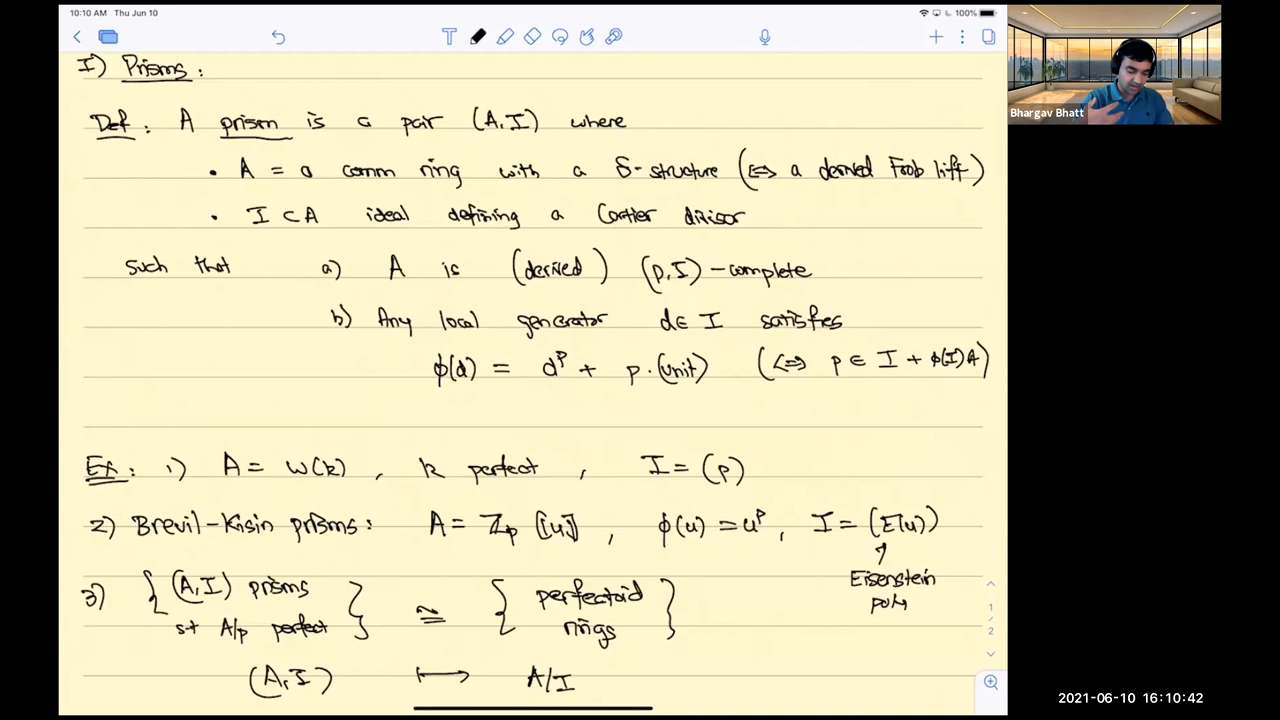 10:10 AM Thu Jun 10
100%
I) Prisms:
Def: A prism is a pair (A, I) where
• A = a comm ring with a δ-structure (⟺ a derived Frob lift)
• I ⊂ A ideal defining a Cartier divisor
such that a) A is (derived) (p, I)-complete
b) Any local generator d ∈ I satisfies
ϕ(d) = d^p + p·(unit) (⟺ p ∈ I + ϕ(I)A)
Ex: 1) A = W(k), k perfect, I = (p)
2) Breuil-Kisin prisms: A = Z_p [[u]], ϕ(u) = u^p, I = (E(u))
↑
Eisenstein
poly
3) { (A, I) prisms s.t. A/p perfect } ≅ { perfectoid rings }
(A, I) ⟼ A/I
1
2
Bhargav Bhatt
2021-06-10 16:10:42